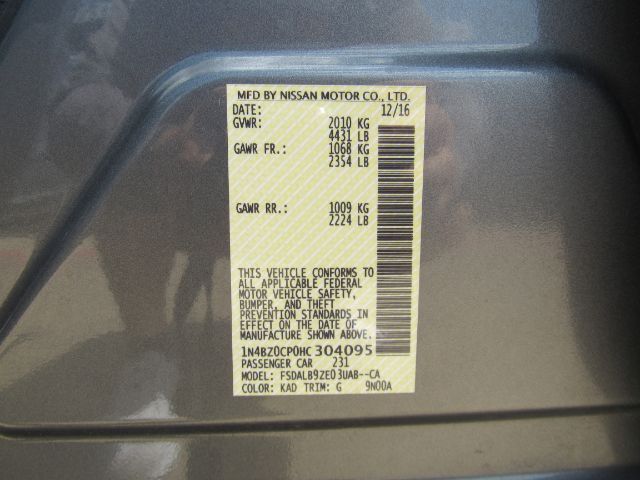 MFD BY NISSAN MOTOR CO., LTD.
DATE: 12/16
GVWR: 2010 KG
4431 LB
GAWR FR.: 1068 KG
2354 LB
GAWR RR.: 1009 KG
2224 LB
THIS VEHICLE CONFORMS TO
ALL APPLICABLE FEDERAL
MOTOR VEHICLE SAFETY,
BUMPER, AND THEFT
PREVENTION STANDARDS IN
EFFECT ON THE DATE OF
MANUFACTURE SHOWN ABOVE.
1N4BZ0CP0HC 304095
PASSENGER CAR 231
MODEL: FSDALB9ZE03UAB--CA
COLOR: KAD TRIM: G 9N00A